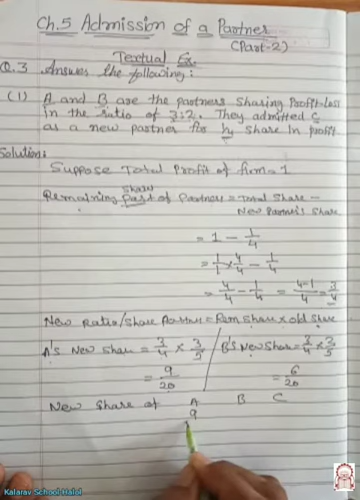 Ch.5 Admission of a Partner
(Part-2)
Textual Ex.
Q.3 Answer the following:
(1) A and B are the partners sharing Profit-Loss
in the ratio of 3:2. They admitted C
as a new partner for 1/4 share in profit
Solution:
Suppose Total Profit of firm = 1
share
Remaining part of Partner = Total Share -
New Partner's Share
= 1 - 1/4
= 1/1 × 4/4 - 1/4
= 4/4 - 1/4 = 4-1/4 = 3/4
New Ratio/Share Partner = Rem Share × old share
A's New Share = 3/4 × 3/5 / B's New Share = 3/4 × 3/5
= 9/20 = 6/20
New Share of A B C
9
Kalarav School Halol